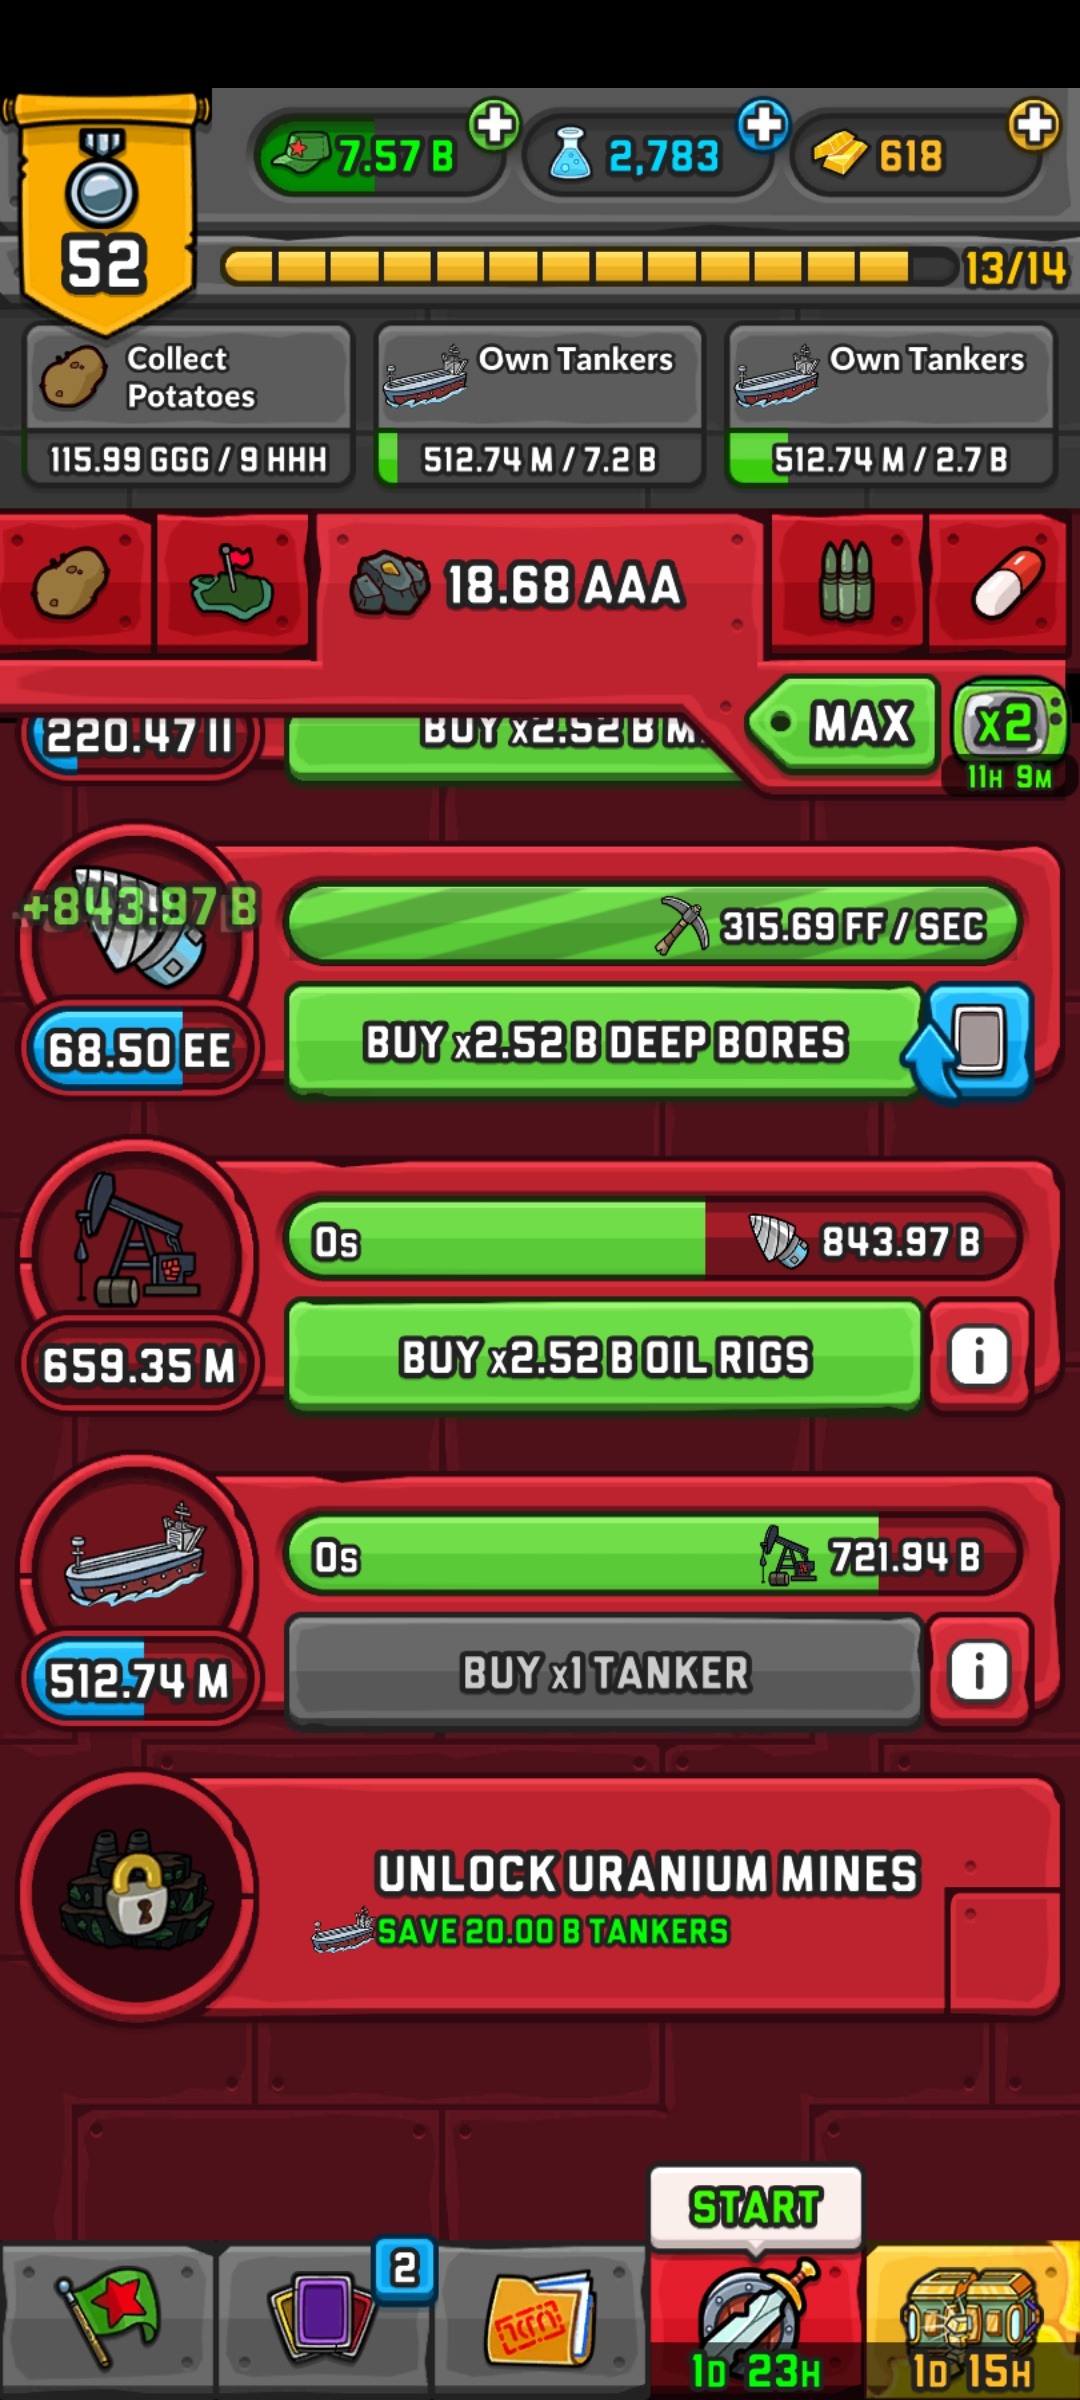 7.57 B
2,783
618
52
13/14
Collect
Potatoes
115.99 GGG / 9 HHH
Own Tankers
512.74 M / 7.2 B
Own Tankers
512.74 M / 2.7 B
18.68 AAA
MAX
x2
11H 9M
220.47 II
BUY x2.52 B M
+843.97 B
315.69 FF / SEC
68.50 EE
BUY x2.52 B DEEP BORES
0s
843.97 B
659.35 M
BUY x2.52 B OIL RIGS
i
0s
721.94 B
512.74 M
BUY x1 TANKER
i
UNLOCK URANIUM MINES
SAVE 20.00 B TANKERS
START
2
1D 23H
1D 15H